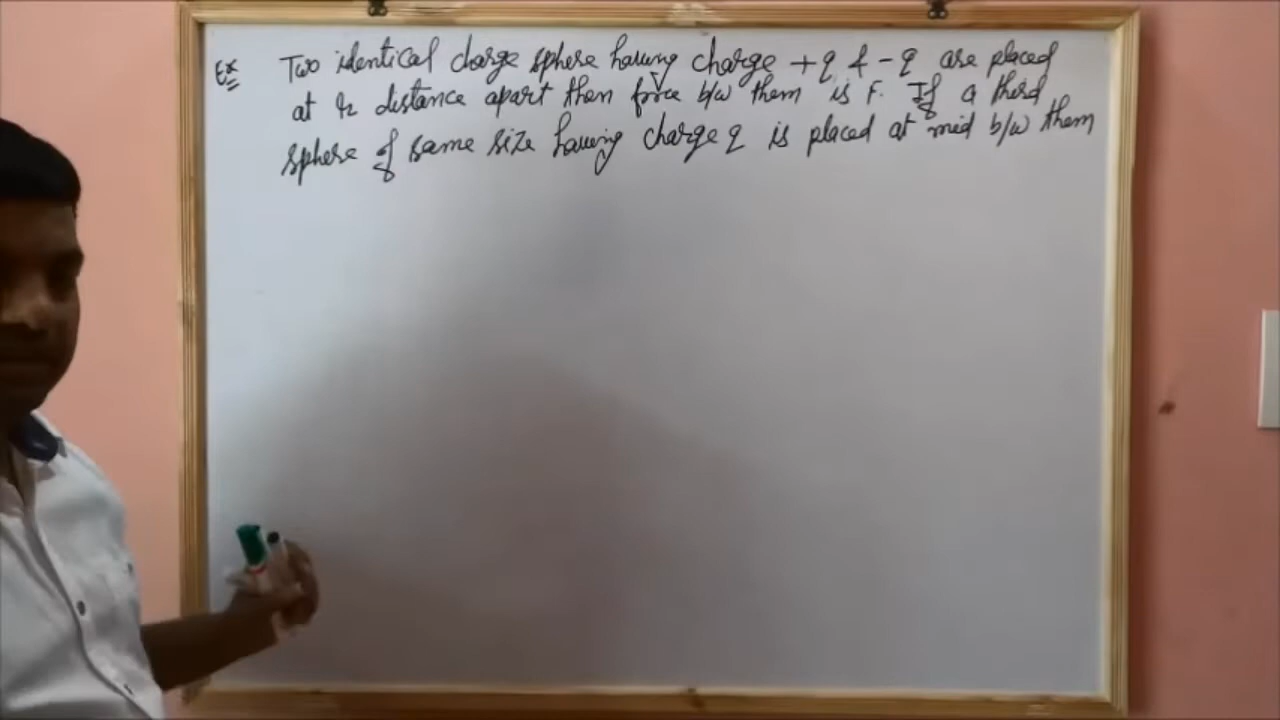 Ex Two identical charge sphere having charge +q & -q are placed
at r distance apart then force b/w them is F. If a third
sphere of same size having charge q is placed at mid b/w them